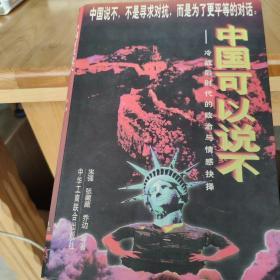 中国说不，不是寻求对抗，而是为了更平等的对话：
中国可以说不
——冷战后时代的政治与情感抉择
宋强 张藏藏 乔边
中华工商联合出版社